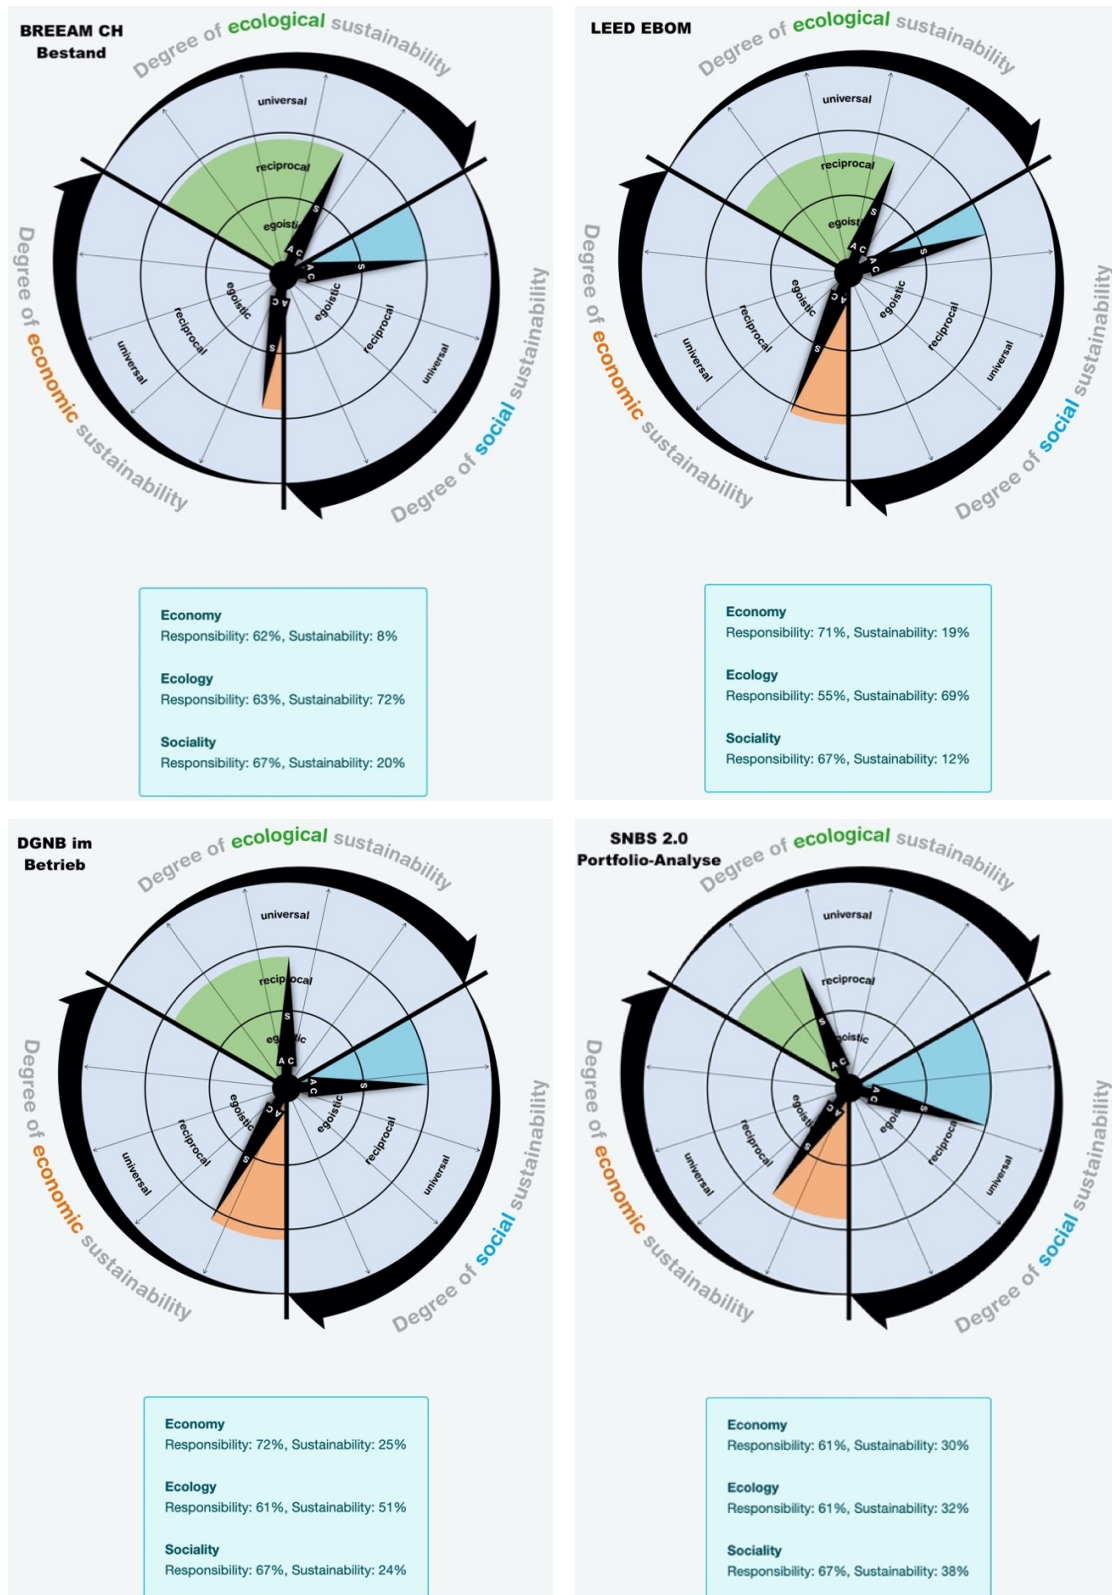 BREEAM CH
Bestand
Degree of ecological sustainability
universal
reciprocal
egoistic
S
A C
Degree of economic sustainability
universal
reciprocal
egoistic
S
A
C
Degree of social sustainability
universal
reciprocal
egoistic
S
A
C
Economy
Responsibility: 62%, Sustainability: 8%
Ecology
Responsibility: 63%, Sustainability: 72%
Sociality
Responsibility: 67%, Sustainability: 20%
LEED EBOM
Degree of ecological sustainability
universal
reciprocal
egoist
S
A C
Degree of economic sustainability
universal
reciprocal
egoistic
S
A
C
Degree of social sustainability
universal
reciprocal
egoistic
S
A
C
Economy
Responsibility: 71%, Sustainability: 19%
Ecology
Responsibility: 55%, Sustainability: 69%
Sociality
Responsibility: 67%, Sustainability: 12%
DGNB im
Betrieb
Degree of ecological sustainability
universal
reciprocal
eg istic
S
A C
Degree of economic sustainability
universal
reciprocal
egoistic
S
A
C
Degree of social sustainability
universal
reciprocal
egoistic
S
A
C
Economy
Responsibility: 72%, Sustainability: 25%
Ecology
Responsibility: 61%, Sustainability: 51%
Sociality
Responsibility: 67%, Sustainability: 24%
SNBS 2.0
Portfolio-Analyse
Degree of ecological sustainability
universal
reciprocal
goistic
S
A C
Degree of economic sustainability
universal
reciprocal
egoistic
S
A
C
Degree of social sustainability
universal
reciprocal
egois
S
A
C
Economy
Responsibility: 61%, Sustainability: 30%
Ecology
Responsibility: 61%, Sustainability: 32%
Sociality
Responsibility: 67%, Sustainability: 38%